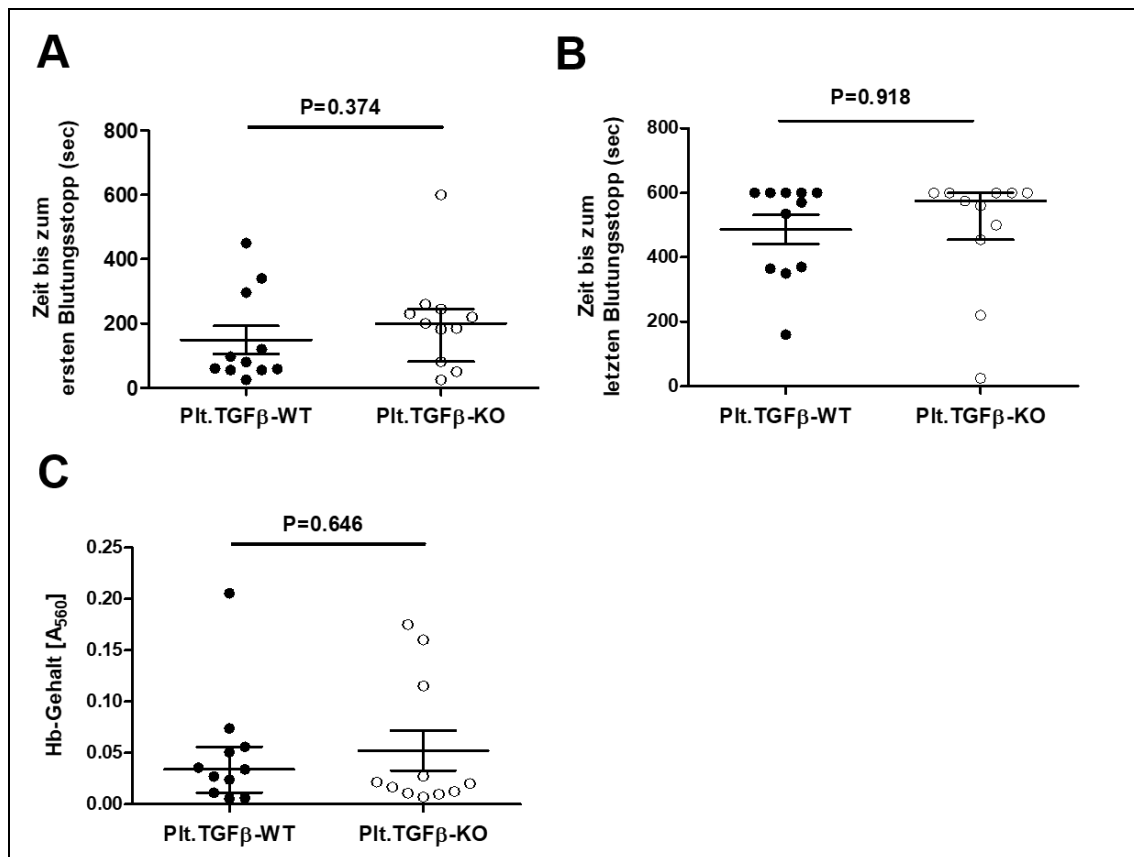 A
P=0.374
Zeit bis zum
ersten Blutungsstopp (sec)
800
600
400
200
0
Plt.TGFβ-WT
Plt.TGFβ-KO
B
P=0.918
Zeit bis zum
letzten Blutungsstopp (sec)
800
600
400
200
0
Plt.TGFβ-WT
Plt.TGFβ-KO
C
P=0.646
Hb-Gehalt [A560]
0.25
0.20
0.15
0.10
0.05
0.00
Plt.TGFβ-WT
Plt.TGFβ-KO